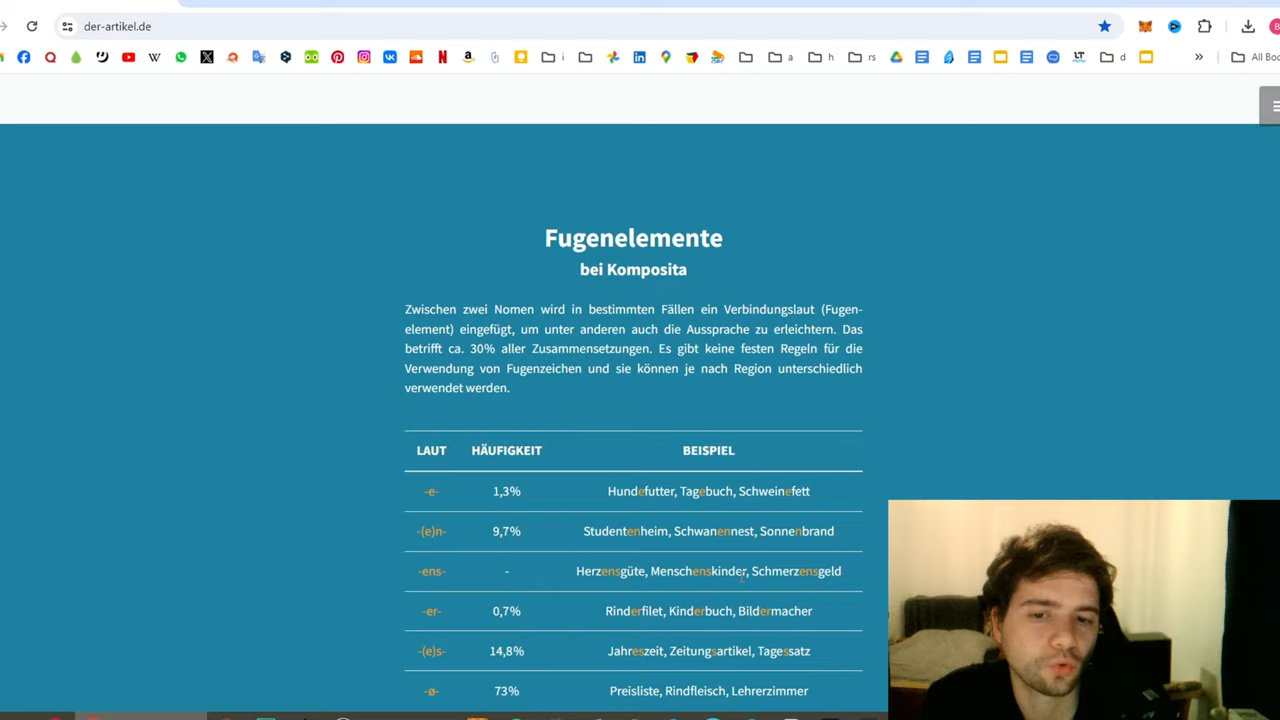 der-artikel.de
i a h rs d » All Boo
Fugenelemente
bei Komposita
Zwischen zwei Nomen wird in bestimmten Fällen ein Verbindungslaut (Fugen-
element) eingefügt, um unter anderen auch die Aussprache zu erleichtern. Das
betrifft ca. 30% aller Zusammensetzungen. Es gibt keine festen Regeln für die
Verwendung von Fugenzeichen und sie können je nach Region unterschiedlich
verwendet werden.
LAUT HÄUFIGKEIT BEISPIEL
-e- 1,3% Hundefutter, Tagebuch, Schweinefett
-(e)n- 9,7% Studentenheim, Schwanennest, Sonnenbrand
-ens- - Herzensgüte, Menschenskinder, Schmerzensgeld
-er- 0,7% Rinderfilet, Kinderbuch, Bildermacher
-(e)s- 14,8% Jahreszeit, Zeitungsartikel, Tagessatz
-ø- 73% Preisliste, Rindfleisch, Lehrerzimmer